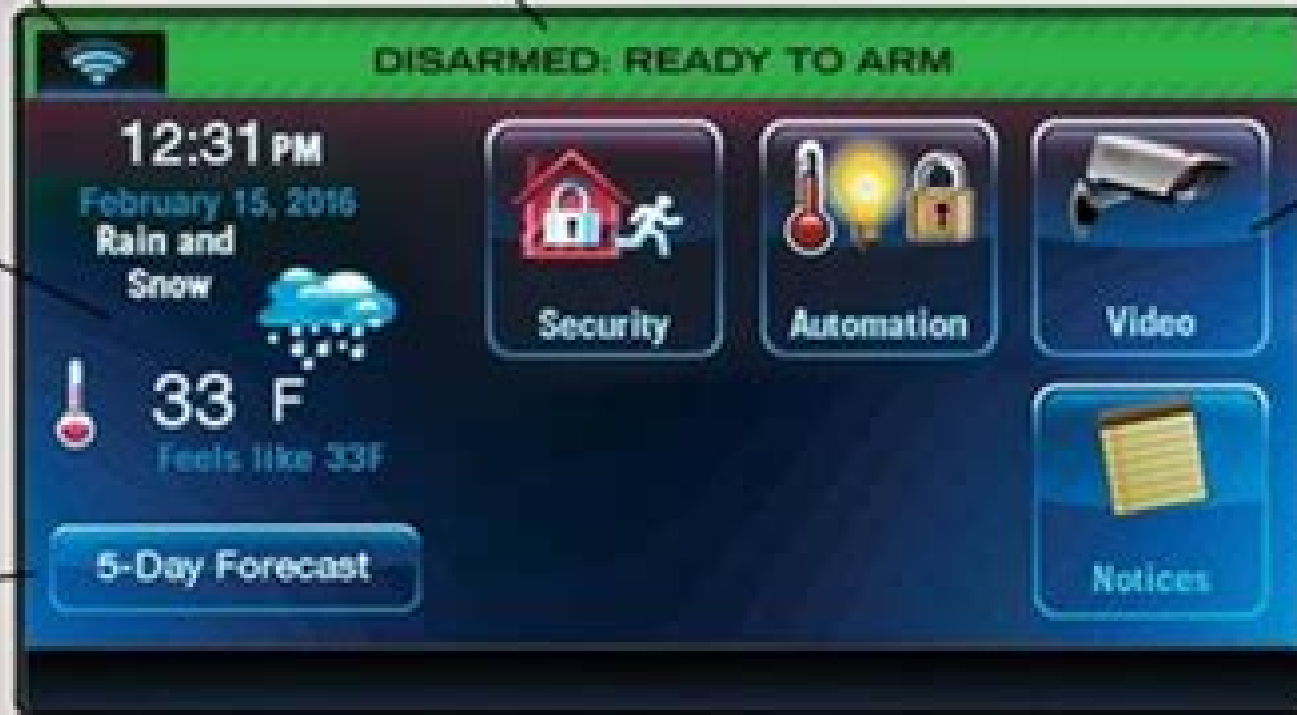 DISARMED: READY TO ARM
12:31 PM
February 15, 2016
Rain and
Snow
33 F
Feels like 33F
5-Day Forecast
Security
Automation
Video
Notices